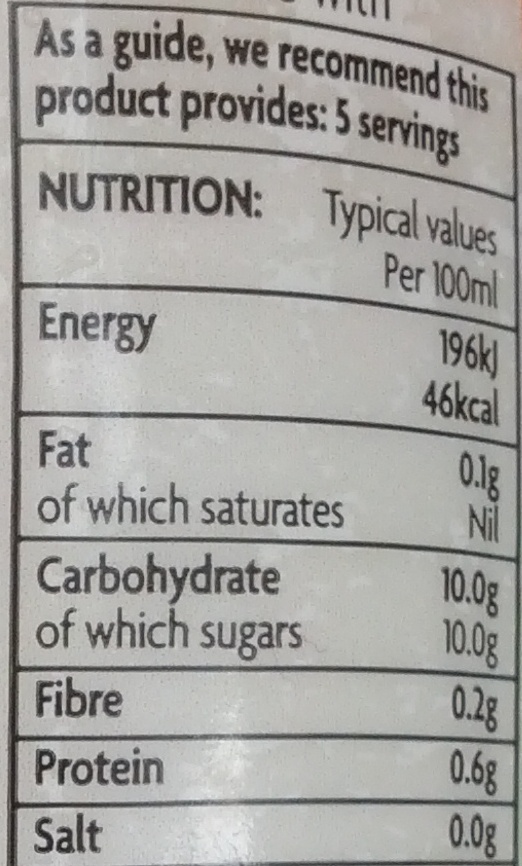 As a guide, we recommend this
product provides: 5 servings
NUTRITION: Typical values
Per 100ml
Energy 196kJ
46kcal
Fat 0.1g
of which saturates Nil
Carbohydrate 10.0g
of which sugars 10.0g
Fibre 0.2g
Protein 0.6g
Salt 0.0g